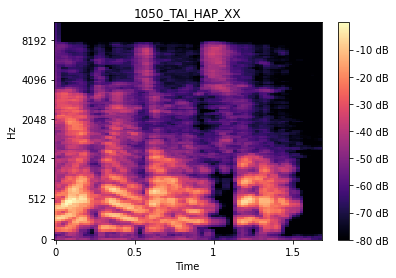 1050_TAI_HAP_XX
8192
4096
2048
1024
512
0
Hz
0
0.5
1
1.5
Time
-10 dB
-20 dB
-30 dB
-40 dB
-50 dB
-60 dB
-70 dB
-80 dB